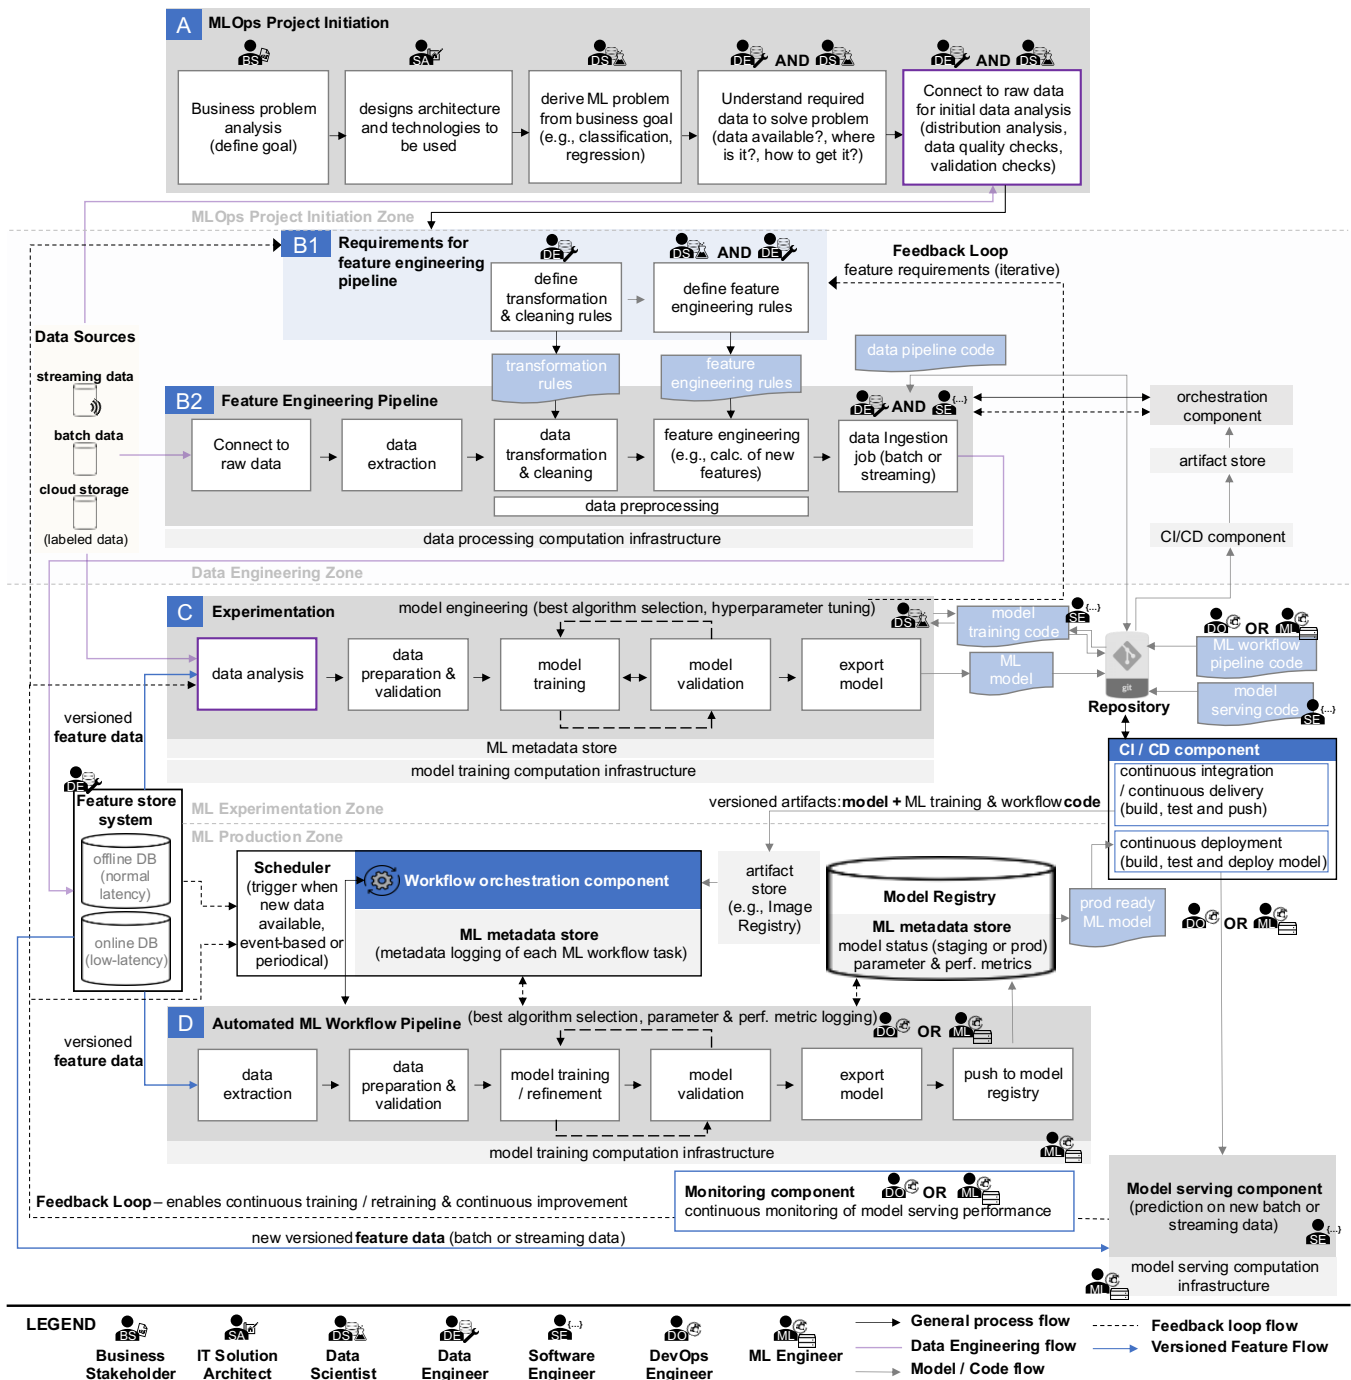 A MLOps Project Initiation
BS
SA
DS
DE AND DS
DE AND DS
Business problem
analysis
(define goal)
designs architecture
and technologies to
be used
derive ML problem
from business goal
(e.g., classification,
regression)
Understand required
data to solve problem
(data available?, where
is it?, how to get it?)
Connect to raw data
for initial data analysis
(distribution analysis,
data quality checks,
validation checks)
MLOps Project Initiation Zone
B1 Requirements for
feature engineering
pipeline
DE
DS AND DE
define
transformation
& cleaning rules
define feature
engineering rules
Feedback Loop
feature requirements (iterative)
Data Sources
streaming data
batch data
cloud storage
(labeled data)
transformation
rules
feature
engineering rules
data pipeline code
B2 Feature Engineering Pipeline
DE AND SE {...}
Connect to
raw data
data
extraction
data
transformation
& cleaning
feature engineering
(e.g., calc. of new
features)
data Ingestion
job (batch or
streaming)
data preprocessing
data processing computation infrastructure
orchestration
component
artifact store
CI/CD component
Data Engineering Zone
C Experimentation
model engineering (best algorithm selection, hyperparameter tuning)
DS
data analysis
data
preparation &
validation
model
training
model
validation
export
model
ML metadata store
model training computation infrastructure
model
training code
SE {...}
ML
model
DO OR ML
ML workflow
pipeline code
model
serving code
SE {...}
git
Repository
versioned
feature data
CI / CD component
continuous integration
/ continuous delivery
(build, test and push)
continuous deployment
(build, test and deploy model)
DE
Feature store
system
offline DB
(normal
latency)
online DB
(low-latency)
ML Experimentation Zone
ML Production Zone
versioned artifacts: model + ML training & workflow code
Scheduler
(trigger when
new data
available,
event-based or
periodical)
Workflow orchestration component
ML metadata store
(metadata logging of each ML workflow task)
artifact
store
(e.g., Image
Registry)
Model Registry
ML metadata store
model status (staging or prod)
parameter & perf. metrics
prod ready
ML model
DO OR ML
D Automated ML Workflow Pipeline
(best algorithm selection, parameter & perf. metric logging)
DO OR ML
versioned
feature data
data
extraction
data
preparation &
validation
model training
/ refinement
model
validation
export
model
push to model
registry
model training computation infrastructure
ML
Feedback Loop – enables continuous training / retraining & continuous improvement
Monitoring component
DO OR ML
continuous monitoring of model serving performance
new versioned feature data (batch or streaming data)
Model serving component
(prediction on new batch or
streaming data)
SE {...}
model serving computation
infrastructure
ML
LEGEND
BS
Business
Stakeholder
SA
IT Solution
Architect
DS
Data
Scientist
DE
Data
Engineer
SE {...}
Software
Engineer
DO
DevOps
Engineer
ML
ML Engineer
General process flow
Data Engineering flow
Model / Code flow
Feedback loop flow
Versioned Feature Flow